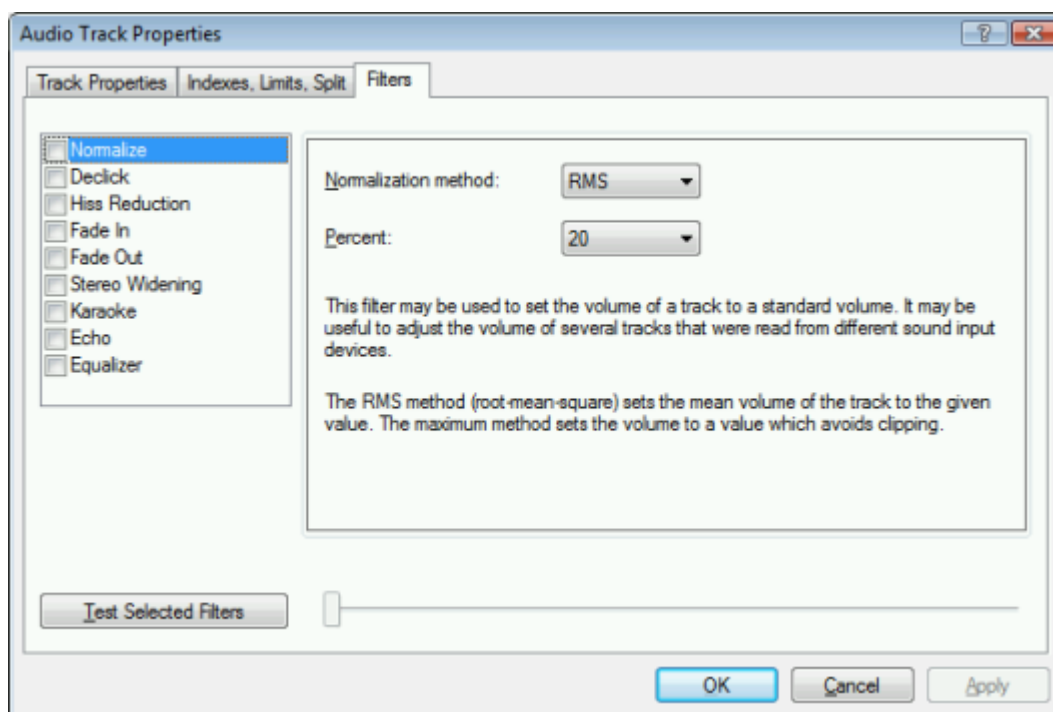 Audio Track Properties
Track Properties
Indexes, Limits, Split
Filters
Normalize
Declick
Hiss Reduction
Fade In
Fade Out
Stereo Widening
Karaoke
Echo
Equalizer
Normalization method: RMS
Percent: 20
This filter may be used to set the volume of a track to a standard volume. It may be
useful to adjust the volume of several tracks that were read from different sound input
devices.
The RMS method (root-mean-square) sets the mean volume of the track to the given
value. The maximum method sets the volume to a value which avoids clipping.
Test Selected Filters
OK
Cancel
Apply